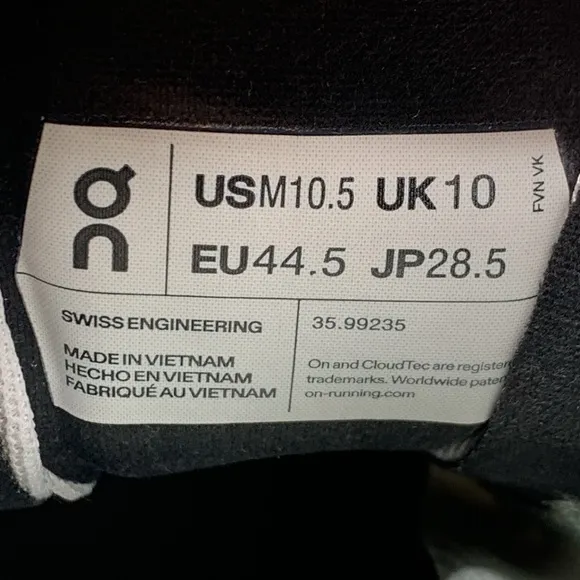 On
USM10.5 UK10
EU44.5 JP28.5
FVN VK
SWISS ENGINEERING
MADE IN VIETNAM
HECHO EN VIETNAM
FABRIQUÉ AU VIETNAM
35.99235
On and CloudTec are
trademarks. Worldwide
on-running.com